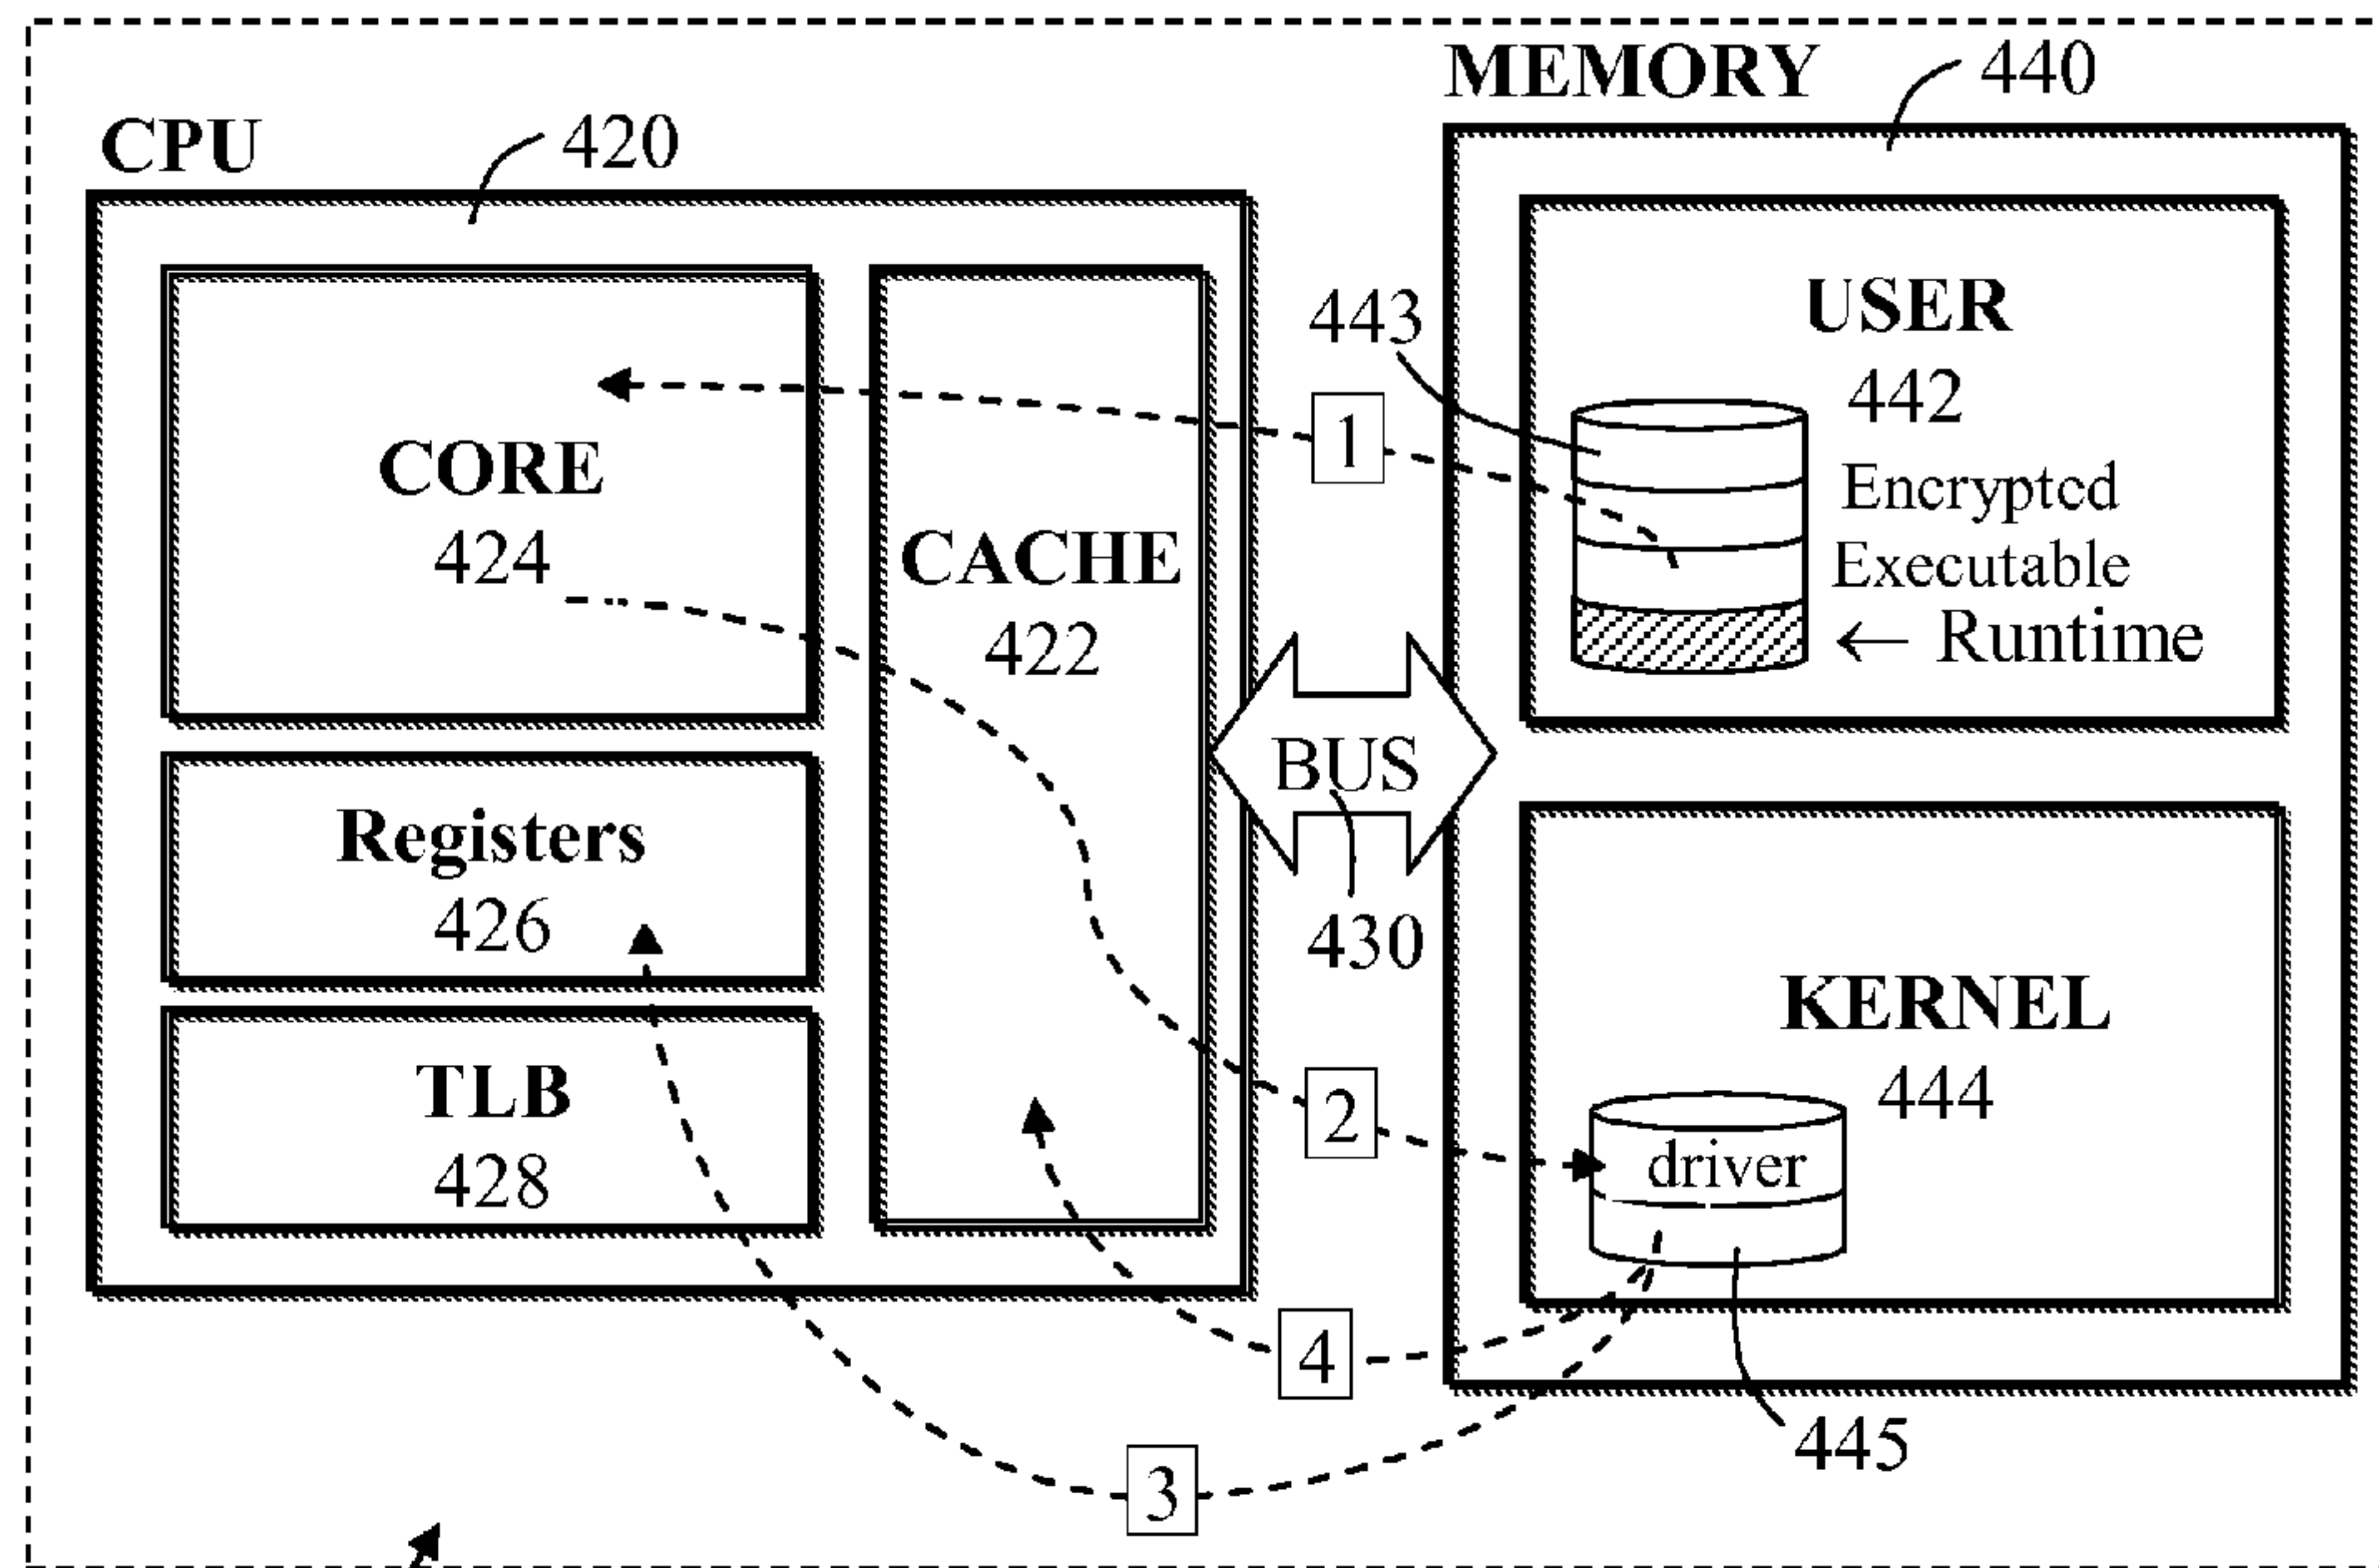 MEMORY
440
CPU
420
CORE
424
CACHE
422
Registers
426
TLB
428
443
1
BUS
430
2
4
3
USER
442
Encrypted
Executable
← Runtime
KERNEL
444
driver
445